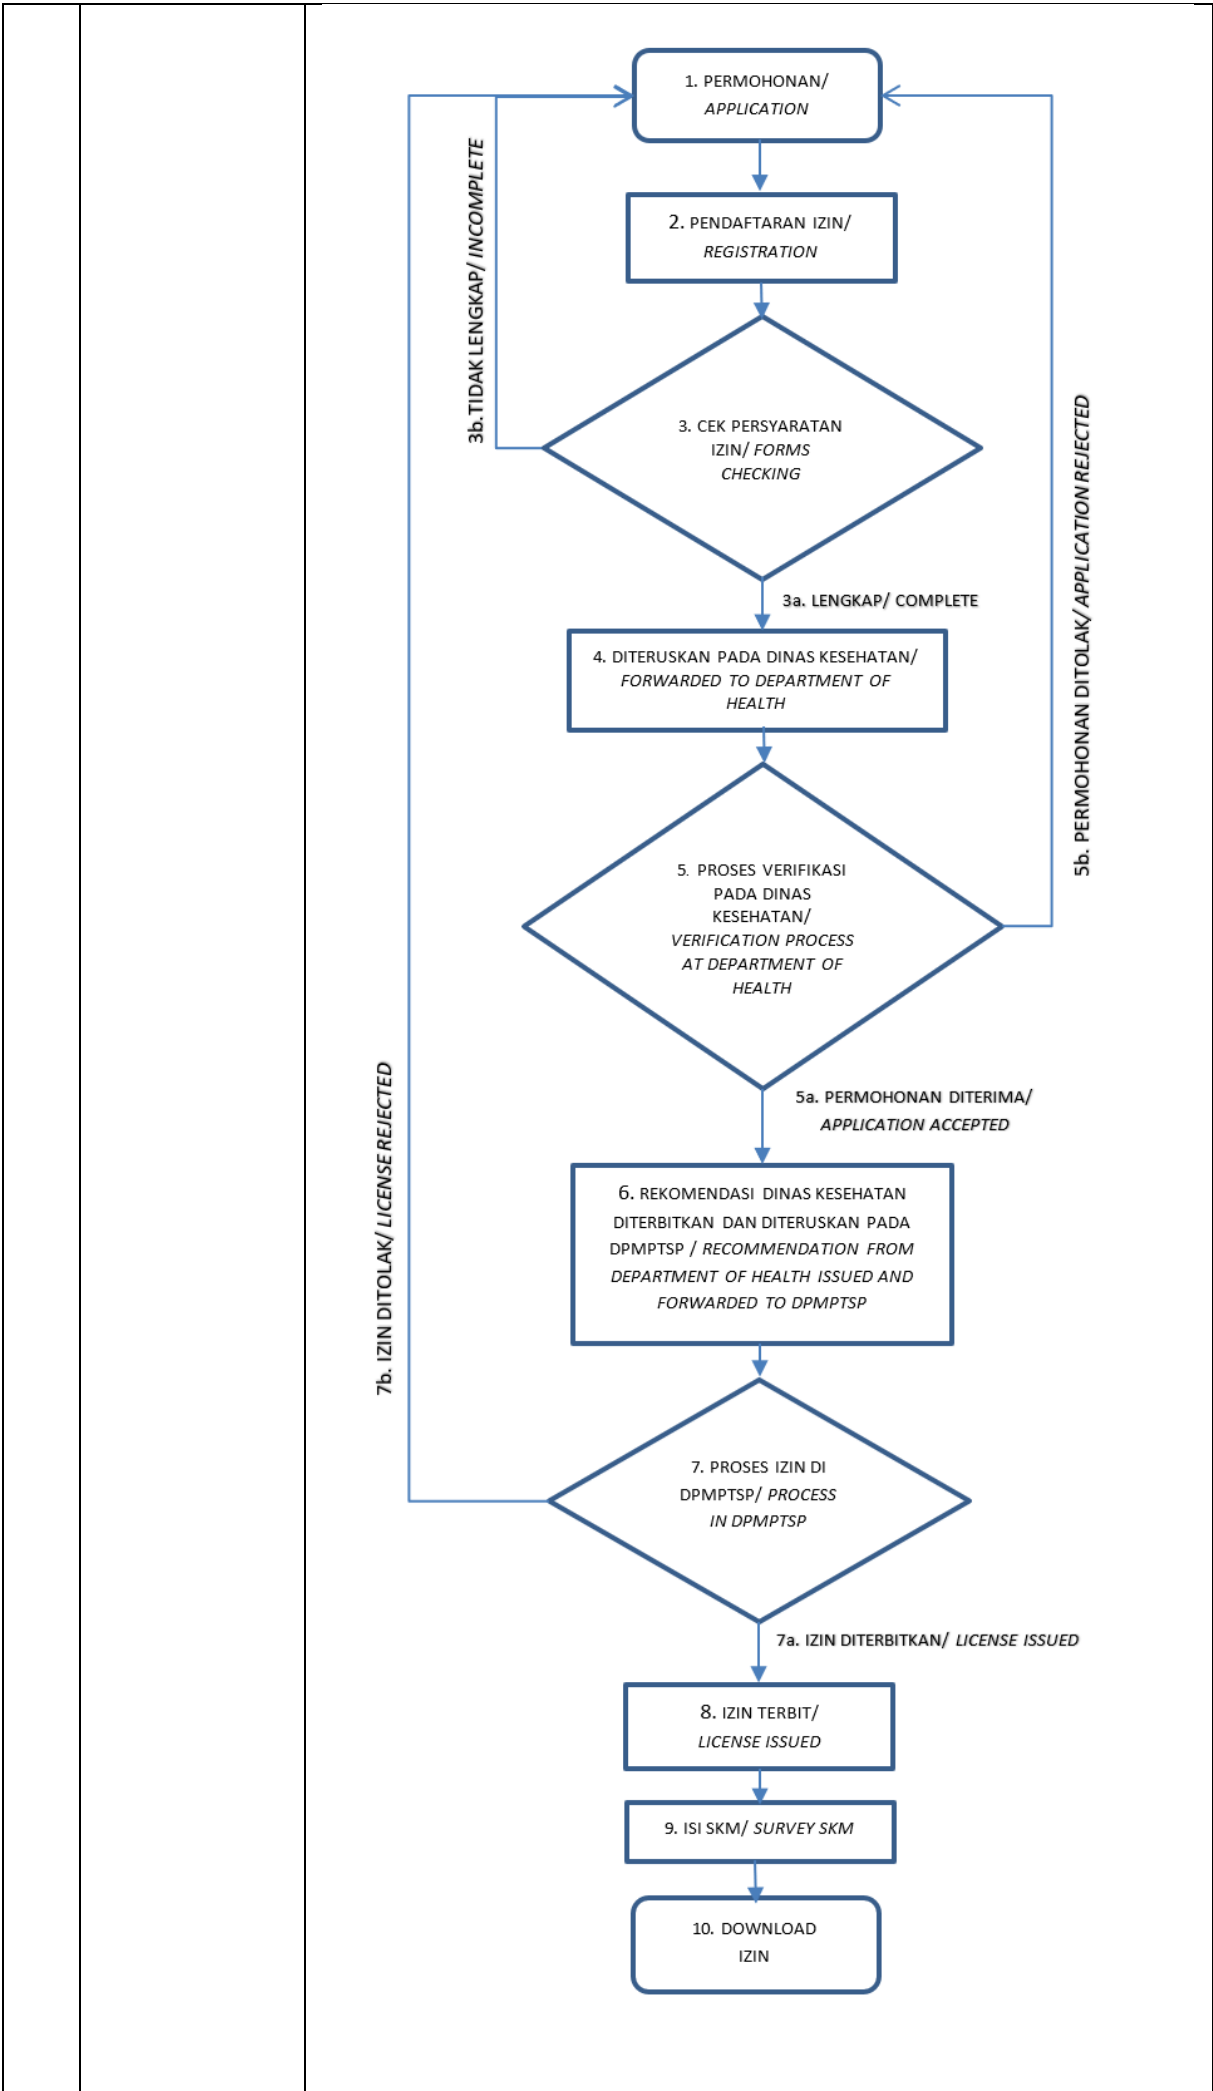 1. PERMOHONAN/
APPLICATION
2. PENDAFTARAN IZIN/
REGISTRATION
3b.TIDAK LENGKAP/ INCOMPLETE
3. CEK PERSYARATAN
IZIN/ FORMS
CHECKING
3a. LENGKAP/ COMPLETE
4. DITERUSKAN PADA DINAS KESEHATAN/
FORWARDED TO DEPARTMENT OF
HEALTH
5b. PERMOHONAN DITOLAK/ APPLICATION REJECTED
5. PROSES VERIFIKASI
PADA DINAS
KESEHATAN/
VERIFICATION PROCESS
AT DEPARTMENT OF
HEALTH
5a. PERMOHONAN DITERIMA/
APPLICATION ACCEPTED
6. REKOMENDASI DINAS KESEHATAN
DITERBITKAN DAN DITERUSKAN PADA
DPMPTSP / RECOMMENDATION FROM
DEPARTMENT OF HEALTH ISSUED AND
FORWARDED TO DPMPTSP
7b. IZIN DITOLAK/ LICENSE REJECTED
7. PROSES IZIN DI
DPMPTSP/ PROCESS
IN DPMPTSP
7a. IZIN DITERBITKAN/ LICENSE ISSUED
8. IZIN TERBIT/
LICENSE ISSUED
9. ISI SKM/ SURVEY SKM
10. DOWNLOAD
IZIN